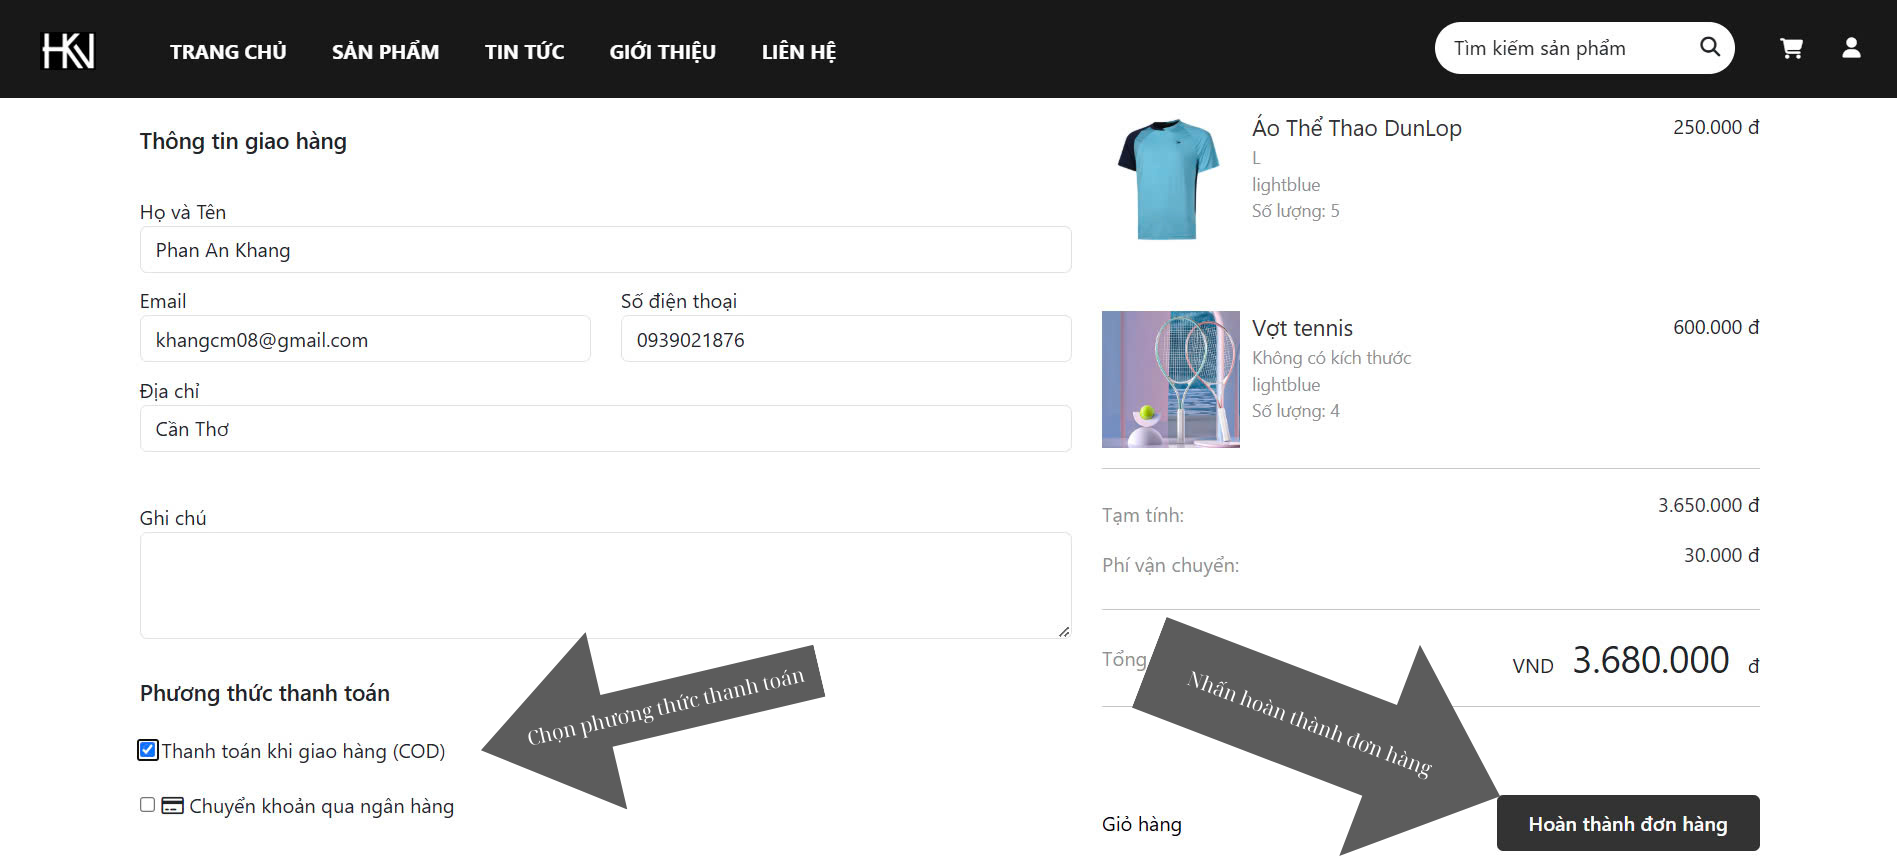 HKN
TRANG CHỦ
SẢN PHẨM
TIN TỨC
GIỚI THIỆU
LIÊN HỆ
Tìm kiếm sản phẩm
Thông tin giao hàng
Họ và Tên
Phan An Khang
Email
khangcm08@gmail.com
Số điện thoại
0939021876
Địa chỉ
Cần Thơ
Ghi chú
Phương thức thanh toán
Thanh toán khi giao hàng (COD)
Chuyển khoản qua ngân hàng
Chọn phương thức thanh toán
Áo Thể Thao DunLop
250.000 đ
L
lightblue
Số lượng: 5
Vợt tennis
600.000 đ
Không có kích thước
lightblue
Số lượng: 4
Tạm tính:
3.650.000 đ
Phí vận chuyển:
30.000 đ
Tổng
VND 3.680.000 đ
Nhấn hoàn thành đơn hàng
Giỏ hàng
Hoàn thành đơn hàng